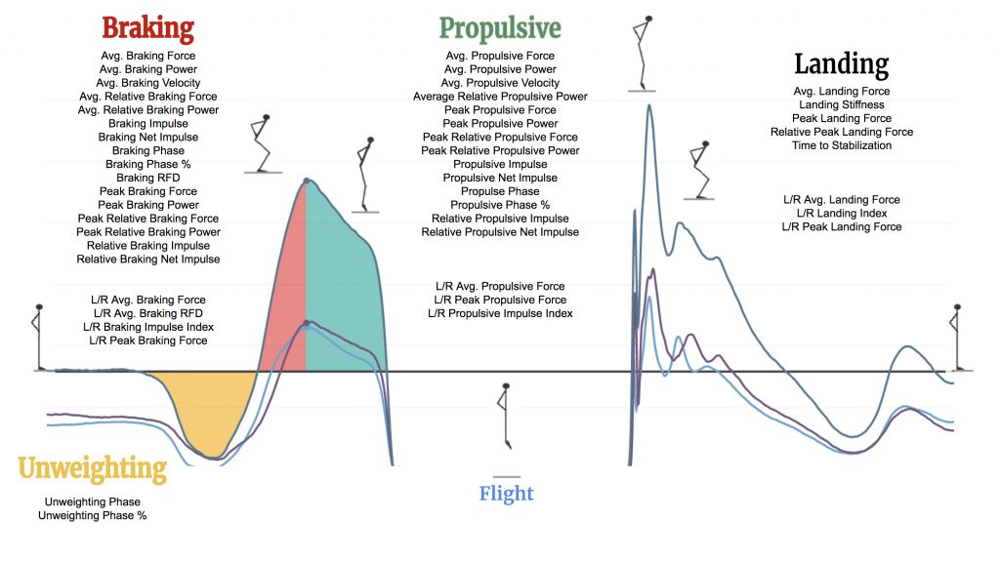 Braking
Avg. Braking Force
Avg. Braking Power
Avg. Braking Velocity
Avg. Relative Braking Force
Avg. Relative Braking Power
Braking Impulse
Braking Net Impulse
Braking Phase
Braking Phase %
Braking RFD
Peak Braking Force
Peak Braking Power
Peak Relative Braking Force
Peak Relative Braking Power
Relative Braking Impulse
Relative Braking Net Impulse
L/R Avg. Braking Force
L/R Avg. Braking RFD
L/R Braking Impulse Index
L/R Peak Braking Force
Propulsive
Avg. Propulsive Force
Avg. Propulsive Power
Avg. Propulsive Velocity
Average Relative Propulsive Power
Peak Propulsive Force
Peak Propulsive Power
Peak Relative Propulsive Force
Peak Relative Propulsive Power
Propulsive Impulse
Propulsive Net Impulse
Propulse Phase
Propulsive Phase %
Relative Propulsive Impulse
Relative Propulsive Net Impulse
L/R Avg. Propulsive Force
L/R Peak Propulsive Force
L/R Propulsive Impulse Index
Landing
Avg. Landing Force
Landing Stiffness
Peak Landing Force
Relative Peak Landing Force
Time to Stabilization
L/R Avg. Landing Force
L/R Landing Index
L/R Peak Landing Force
Unweighting
Unweighting Phase
Unweighting Phase %
Flight